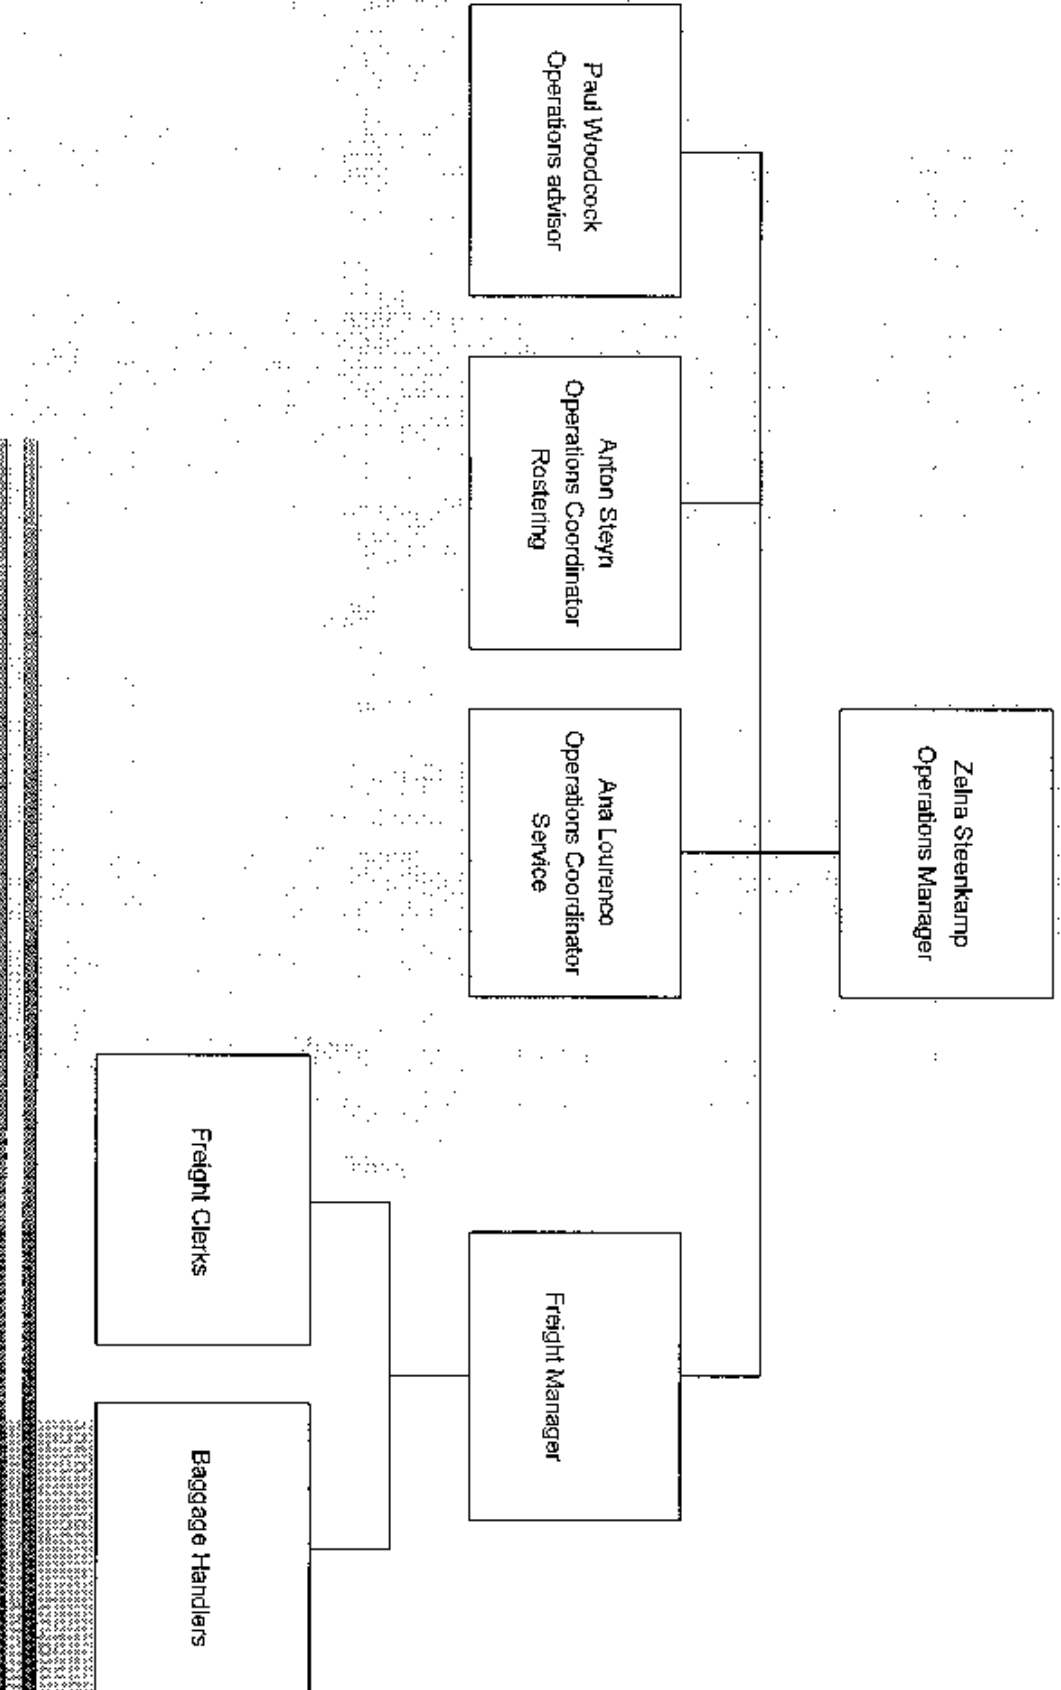 Zelna Steenkamp
Operations Manager
Paul Woodcock
Operations advisor
Anton Steyn
Operations Coordinator
Rostering
Ana Lourenco
Operations Coordinator
Service
Freight Manager
Freight Clerks
Baggage Handlers